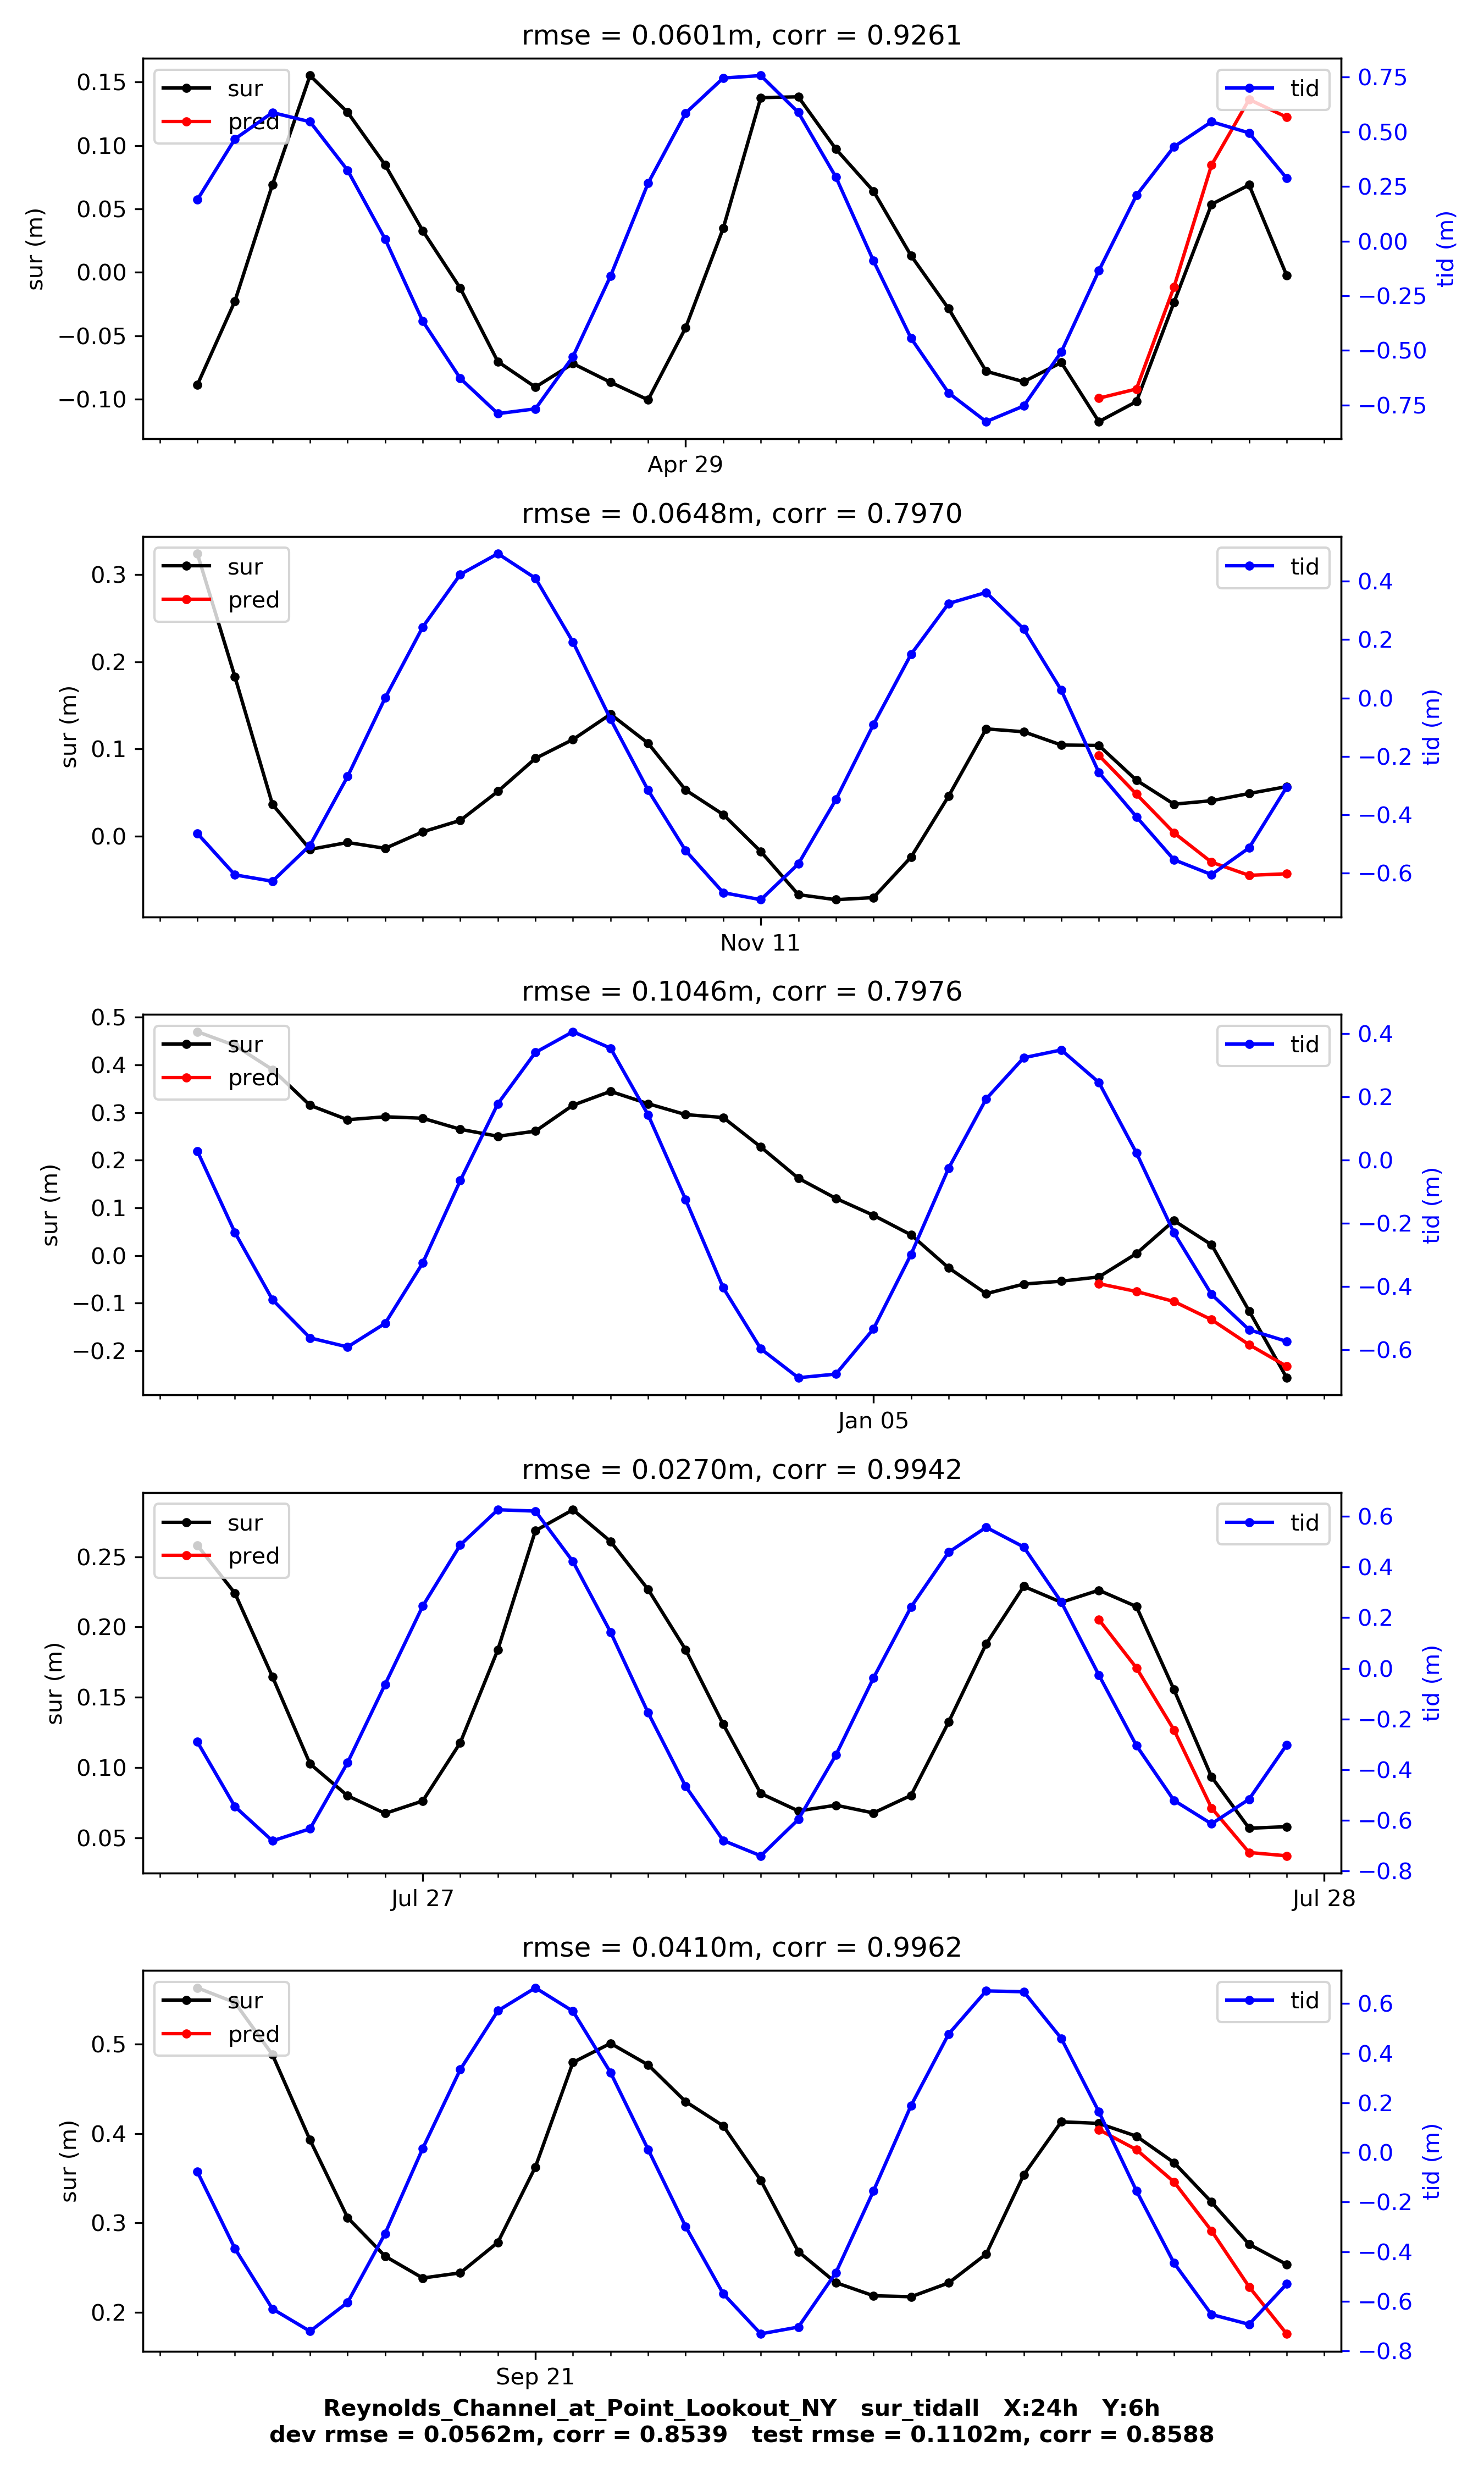 rmse = 0.0601m, corr = 0.9261
sur
pred
tid
0.15
0.10
0.05
0.00
−0.05
−0.10
sur (m)
0.75
0.50
0.25
0.00
−0.25
−0.50
−0.75
tid (m)
Apr 29
rmse = 0.0648m, corr = 0.7970
sur
pred
tid
0.3
0.2
0.1
0.0
sur (m)
0.4
0.2
0.0
−0.2
−0.4
−0.6
tid (m)
Nov 11
rmse = 0.1046m, corr = 0.7976
sur
pred
tid
0.5
0.4
0.3
0.2
0.1
0.0
−0.1
−0.2
sur (m)
0.4
0.2
0.0
−0.2
−0.4
−0.6
tid (m)
Jan 05
rmse = 0.0270m, corr = 0.9942
sur
pred
tid
0.25
0.20
0.15
0.10
0.05
sur (m)
0.6
0.4
0.2
0.0
−0.2
−0.4
−0.6
−0.8
tid (m)
Jul 27
Jul 28
rmse = 0.0410m, corr = 0.9962
sur
pred
tid
0.5
0.4
0.3
0.2
sur (m)
0.6
0.4
0.2
0.0
−0.2
−0.4
−0.6
−0.8
tid (m)
Sep 21
Reynolds_Channel_at_Point_Lookout_NY sur_tidall X:24h Y:6h
dev rmse = 0.0562m, corr = 0.8539 test rmse = 0.1102m, corr = 0.8588